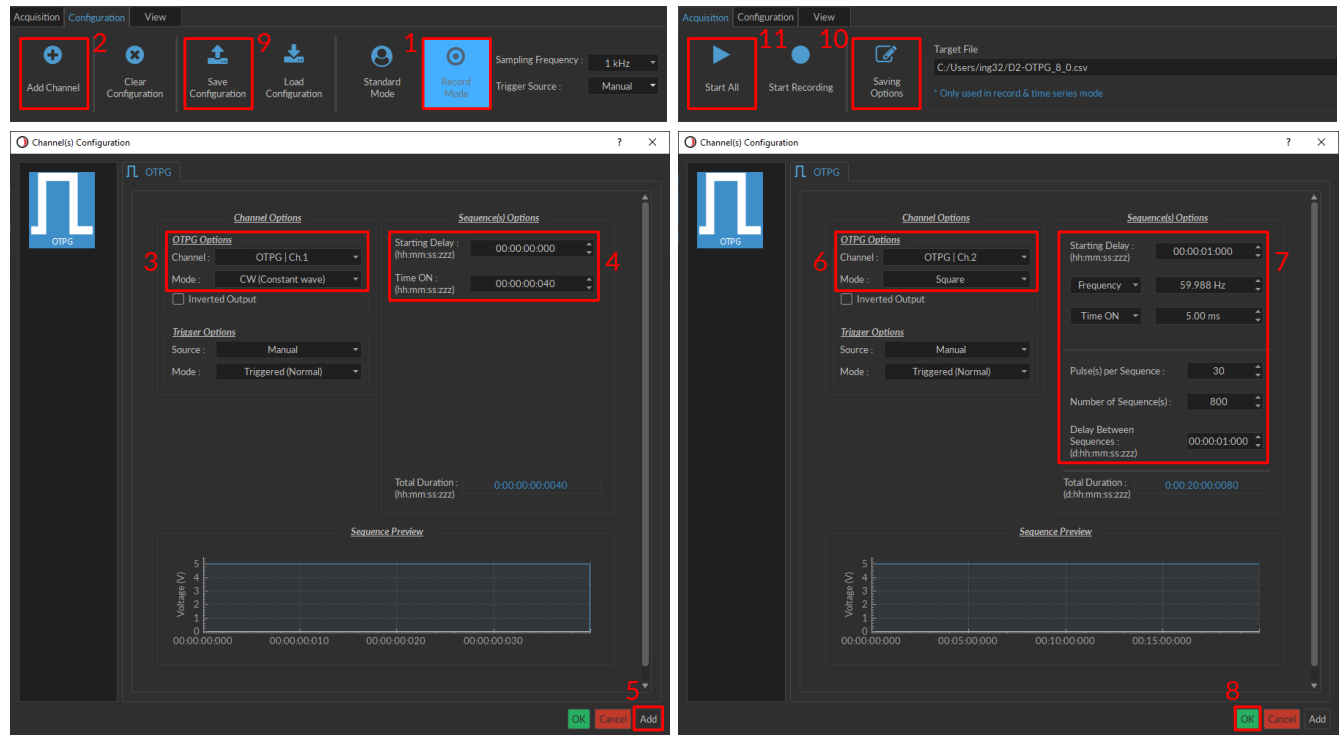 Acquisition Configuration View
2 9 1
Add Channel
Clear
Configuration
Save
Configuration
Load
Configuration
Standard
Mode
Record
Mode
Sampling Frequency : 1 kHz
Trigger Source : Manual
Acquisition Configuration View
11 10
Start All
Start Recording
Saving
Options
Target File
C:/Users/ing32/D2-OTPG_8_0.csv
* Only used in record & time series mode
Channel(s) Configuration ? ×
OTPG
OTPG
Channel Options
OTPG Options
3
Channel : OTPG | Ch.1
Mode : CW (Constant wave)
Inverted Output
Trigger Options
Source : Manual
Mode : Triggered (Normal)
Sequence(s) Options
4
Starting Delay :
(hh:mm:ss:zzz)
00:00:00:000
Time ON :
(hh:mm:ss:zzz)
00:00:00:040
Total Duration :
(hh:mm:ss:zzz)
0:00:00:00:0040
Sequence Preview
Voltage (V)
5
4
3
2
1
0
00:00:00:000 00:00:00:010 00:00:00:020 00:00:00:030
5
OK Cancel Add
Channel(s) Configuration ? ×
OTPG
OTPG
Channel Options
OTPG Options
6
Channel : OTPG | Ch.2
Mode : Square
Inverted Output
Trigger Options
Source : Manual
Mode : Triggered (Normal)
Sequence(s) Options
7
Starting Delay :
(hh:mm:ss:zzz)
00:00:01:000
Frequency 59.988 Hz
Time ON 5.00 ms
Pulse(s) per Sequence : 30
Number of Sequence(s) : 800
Delay Between
Sequences :
(d:hh:mm:ss:zzz)
00:00:01:000
Total Duration :
(d:hh:mm:ss:zzz)
0:00:20:00:0080
Sequence Preview
Voltage (V)
5
4
3
2
1
0
00:00:00:000 00:05:00:000 00:10:00:000 00:15:00:000
8
OK Cancel Add